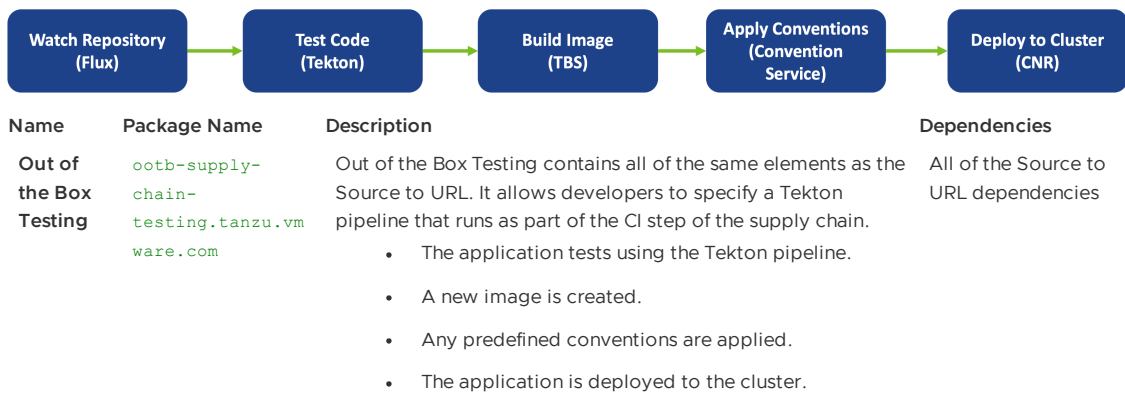 Watch Repository
(Flux)
Test Code
(Tekton)
Build Image
(TBS)
Apply Conventions
(Convention
Service)
Deploy to Cluster
(CNR)
Name
Package Name
Description
Dependencies
Out of
the Box
Testing
ootb-supply-
chain-
testing.tanzu.vm
ware.com
Out of the Box Testing contains all of the same elements as the
Source to URL. It allows developers to specify a Tekton
pipeline that runs as part of the CI step of the supply chain.
• The application tests using the Tekton pipeline.
• A new image is created.
• Any predefined conventions are applied.
• The application is deployed to the cluster.
All of the Source to
URL dependencies